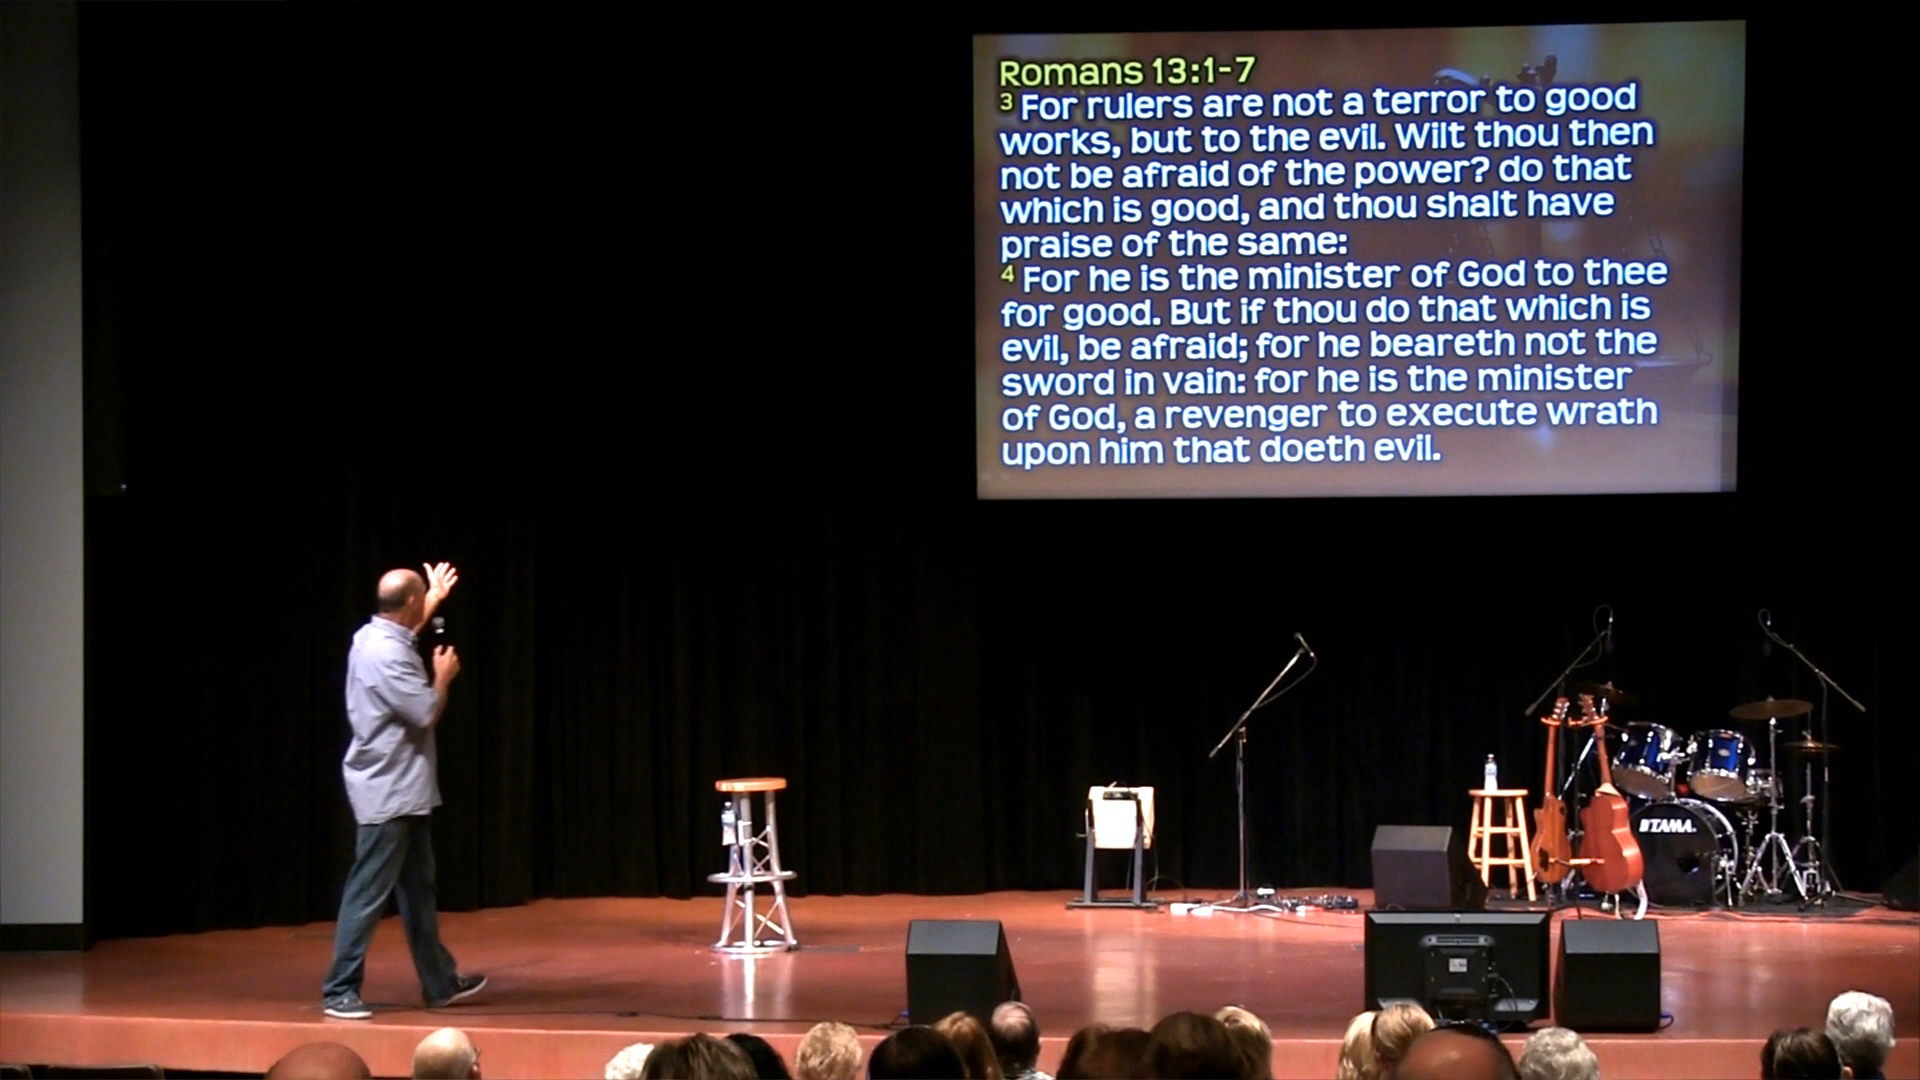 Romans 13:1-7
3 For rulers are not a terror to good
works, but to the evil. Wilt thou then
not be afraid of the power? do that
which is good, and thou shalt have
praise of the same:
4 For he is the minister of God to thee
for good. But if thou do that which is
evil, be afraid; for he beareth not the
sword in vain: for he is the minister
of God, a revenger to execute wrath
upon him that doeth evil.
TAMA